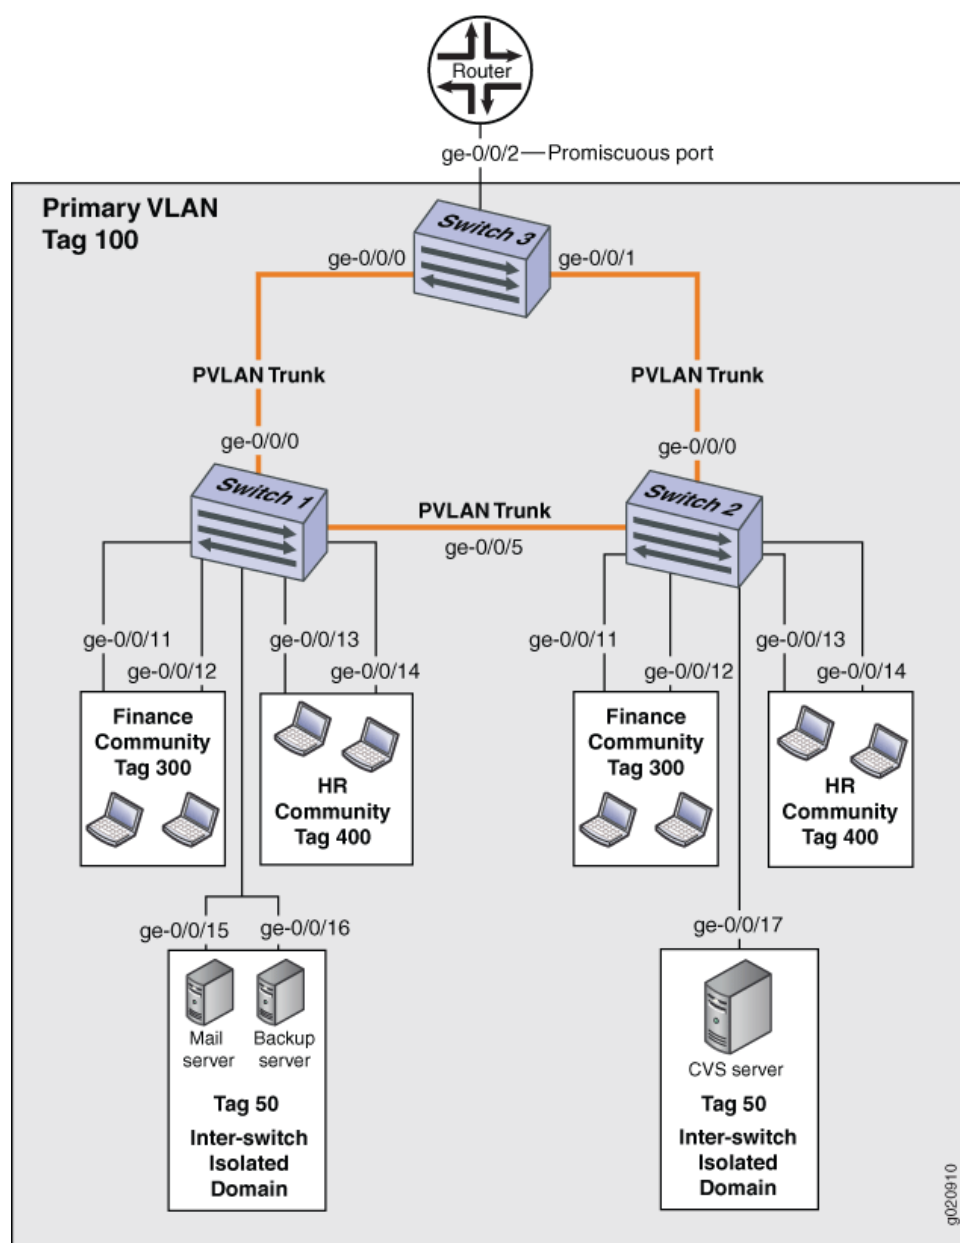 Router
ge-0/0/2
Promiscuous port
Primary VLAN
Tag 100
Switch 3
ge-0/0/0
ge-0/0/1
PVLAN Trunk
PVLAN Trunk
ge-0/0/0
ge-0/0/0
Switch 1
Switch 2
PVLAN Trunk
ge-0/0/5
ge-0/0/11
ge-0/0/13
ge-0/0/12
ge-0/0/14
ge-0/0/11
ge-0/0/13
ge-0/0/12
ge-0/0/14
Finance
Community
Tag 300
HR
Community
Tag 400
Finance
Community
Tag 300
HR
Community
Tag 400
ge-0/0/15
ge-0/0/16
ge-0/0/17
Mail
server
Backup
server
Tag 50
Inter-switch
Isolated
Domain
CVS server
Tag 50
Inter-switch
Isolated
Domain
g020910